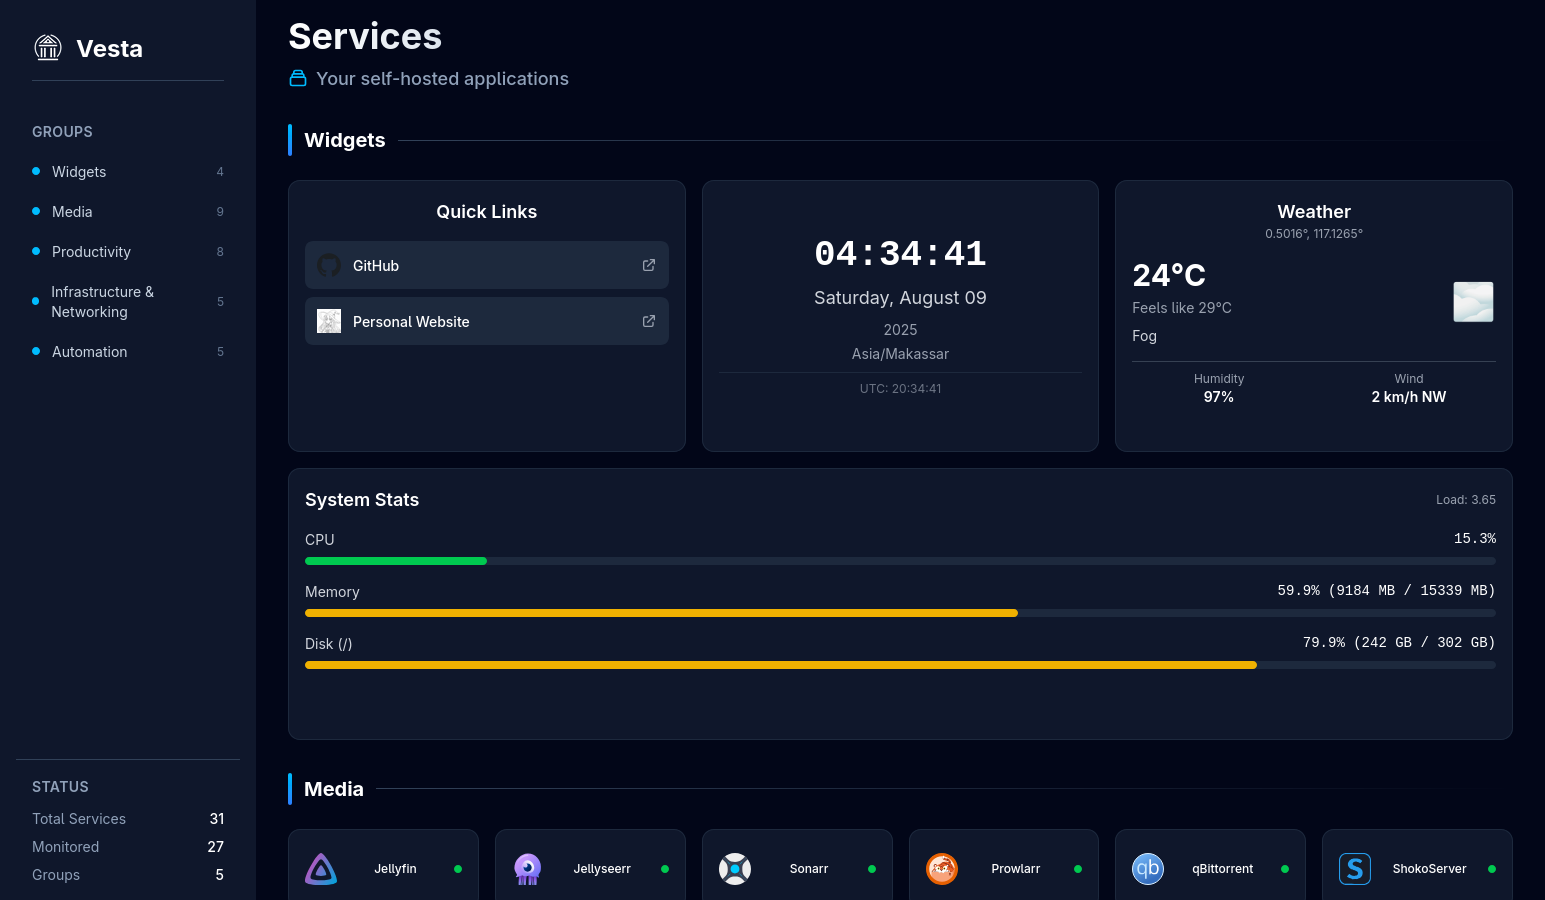 Vesta
GROUPS
Widgets 4
Media 9
Productivity 8
Infrastructure & 
Networking 5
Automation 5
STATUS
Total Services 31
Monitored 27
Groups 5
Services
Your self-hosted applications
Widgets
Quick Links
GitHub
Personal Website
04:34:41
Saturday, August 09
2025
Asia/Makassar
UTC: 20:34:41
Weather
0.5016°, 117.1265°
24°C
Feels like 29°C
Fog
Humidity Wind
97% 2 km/h NW
System Stats Load: 3.65
CPU 15.3%
Memory 59.9% (9184 MB / 15339 MB)
Disk (/) 79.9% (242 GB / 302 GB)
Media
Jellyfin
Jellyseerr
Sonarr
Prowlarr
qb qBittorrent
S ShokoServer